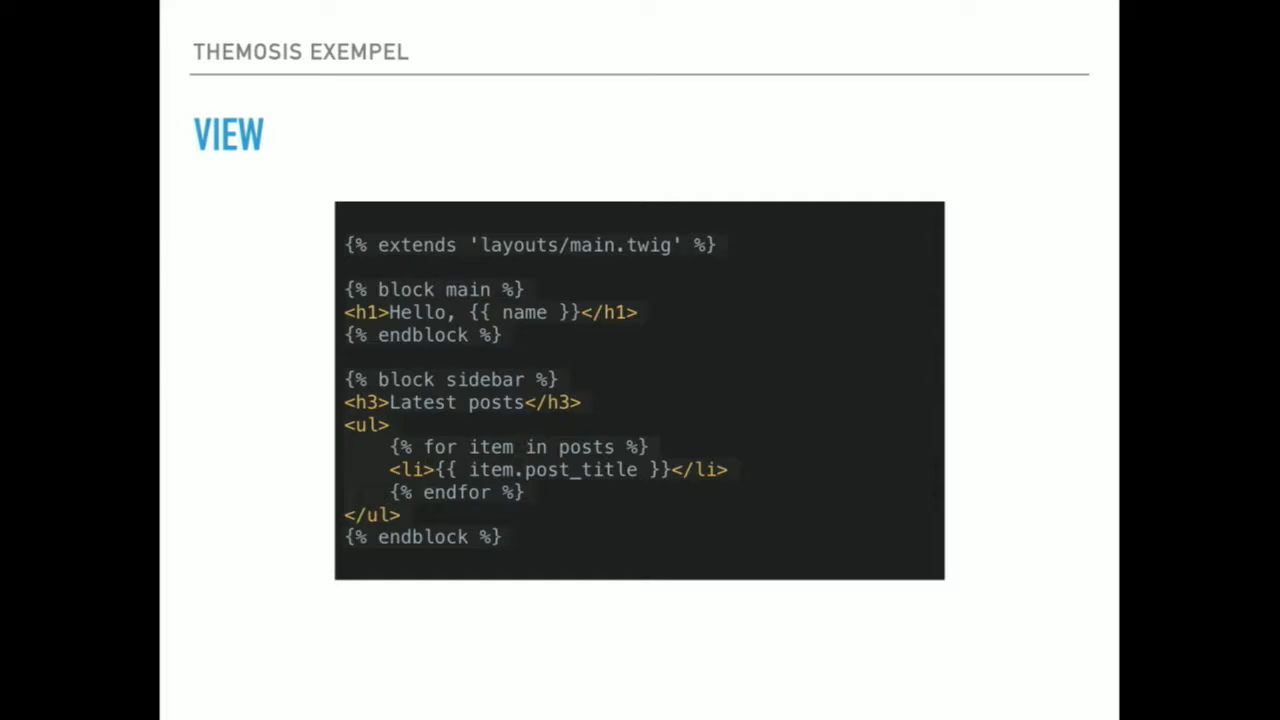 THEMOSIS EXEMPEL
VIEW
{% extends 'layouts/main.twig' %}
{% block main %}
<h1>Hello, {{ name }}</h1>
{% endblock %}
{% block sidebar %}
<h3>Latest posts</h3>
<ul>
{% for item in posts %}
<li>{{ item.post_title }}</li>
{% endfor %}
</ul>
{% endblock %}